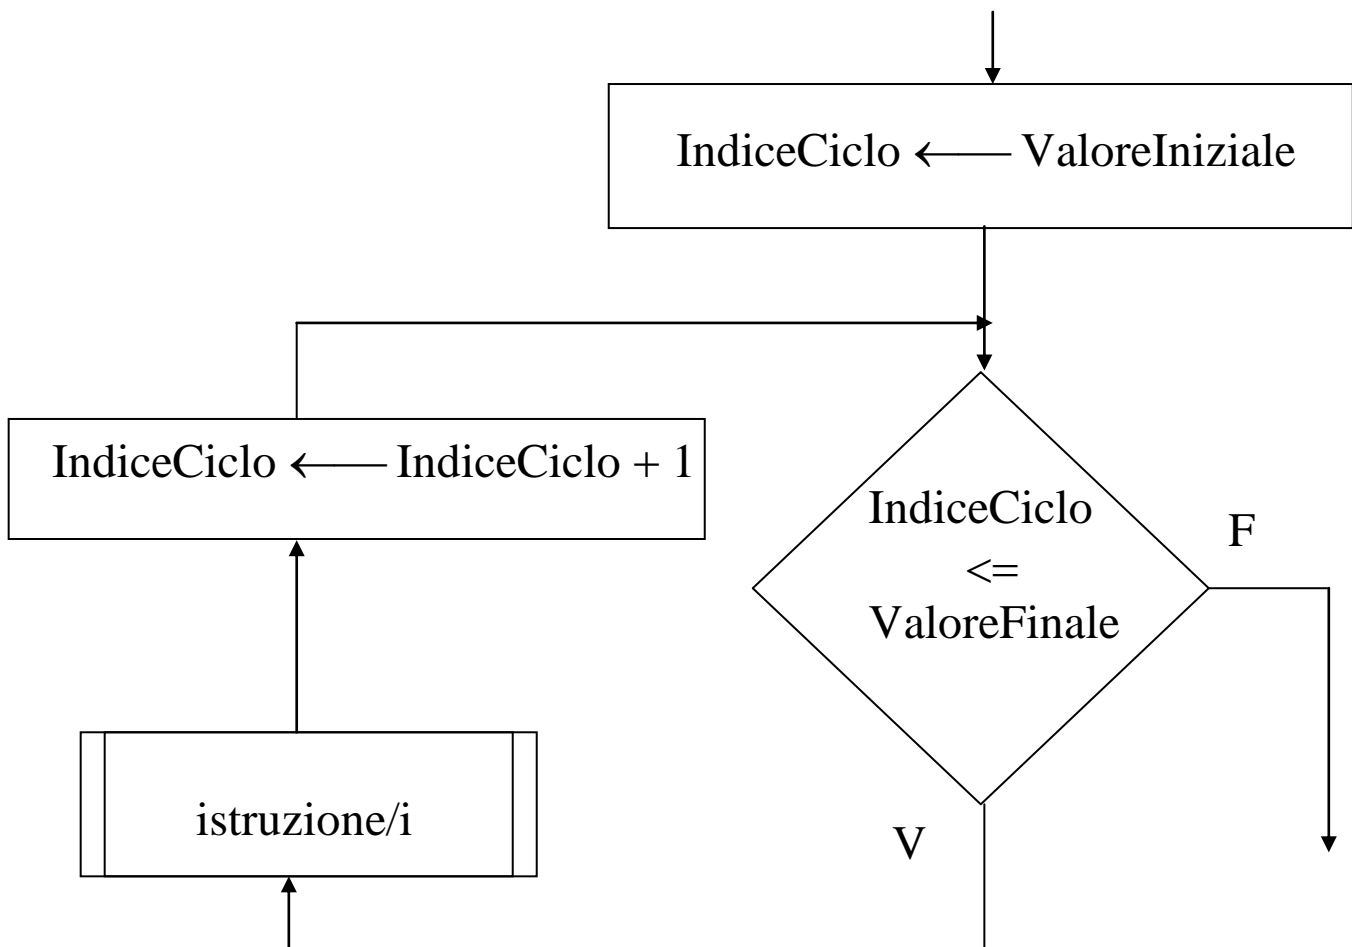 IndiceCiclo ⟵ ValoreIniziale
IndiceCiclo ⟵ IndiceCiclo + 1
IndiceCiclo
<=
ValoreFinale
F
istruzione/i
V